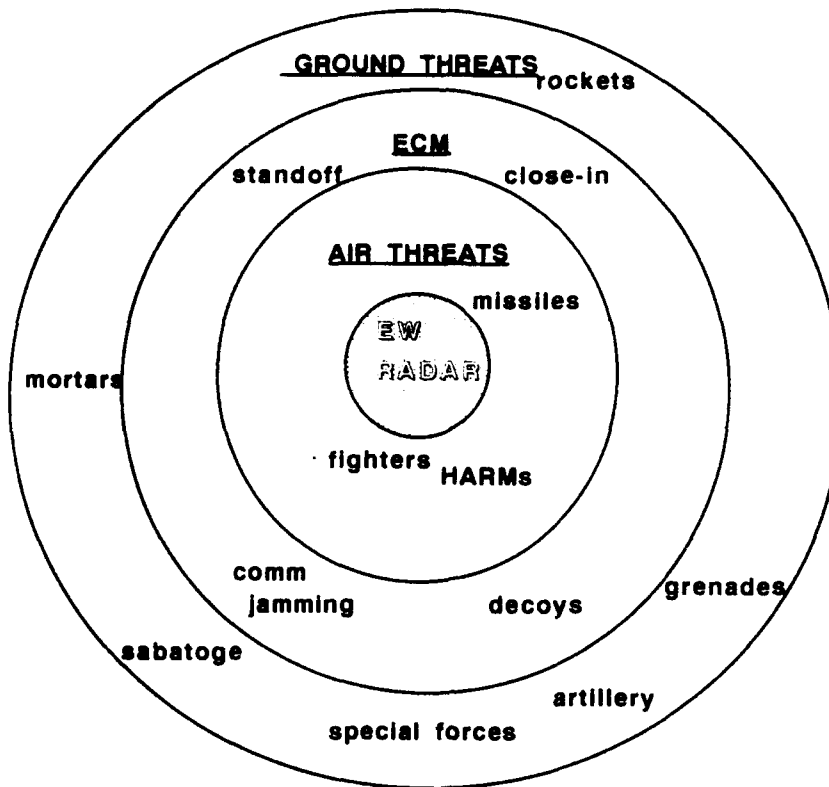 GROUND THREATS
rockets
ECM
standoff
close-in
AIR THREATS
missiles
EW
RADAR
mortars
fighters
HARMs
comm
jamming
decoys
grenades
sabatoge
artillery
special forces